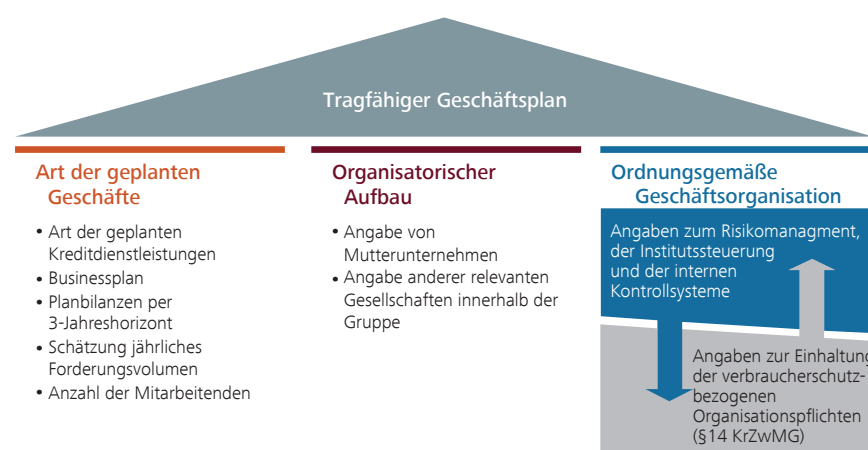 Tragfähiger Geschäftsplan
Art der geplanten
Geschäfte
• Art der geplanten
Kreditdienstleistungen
• Businessplan
• Planbilanzen per
3-Jahreshorizont
• Schätzung jährliches
Forderungsvolumen
• Anzahl der Mitarbeitenden
Organisatorischer
Aufbau
• Angabe von
Mutterunternehmen
• Angabe anderer relevanten
Gesellschaften innerhalb der
Gruppe
Ordnungsgemäße
Geschäftsorganisation
Angaben zum Risikomanagment,
der Institutssteuerung
und der internen
Kontrollsysteme
Angaben zur Einhaltung
der verbraucherschutz-
bezogenen
Organisationspflichten
(§14 KrZwMG)